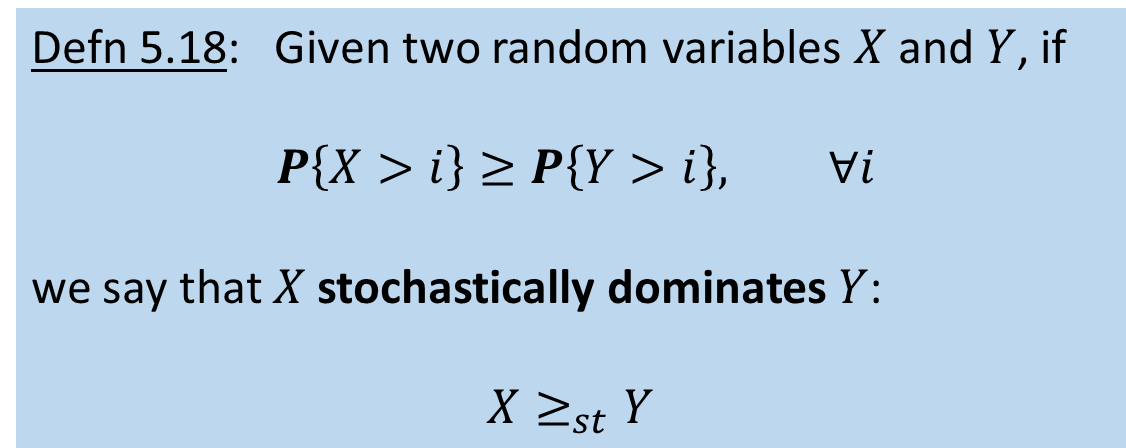 Defn 5.18: Given two random variables 𝑋 and 𝑌, if
𝑷{𝑋 > 𝑖} ≥ 𝑷{𝑌 > 𝑖}, ∀𝑖
we say that 𝑋 stochastically dominates 𝑌:
𝑋 ≥𝑠𝑡 𝑌